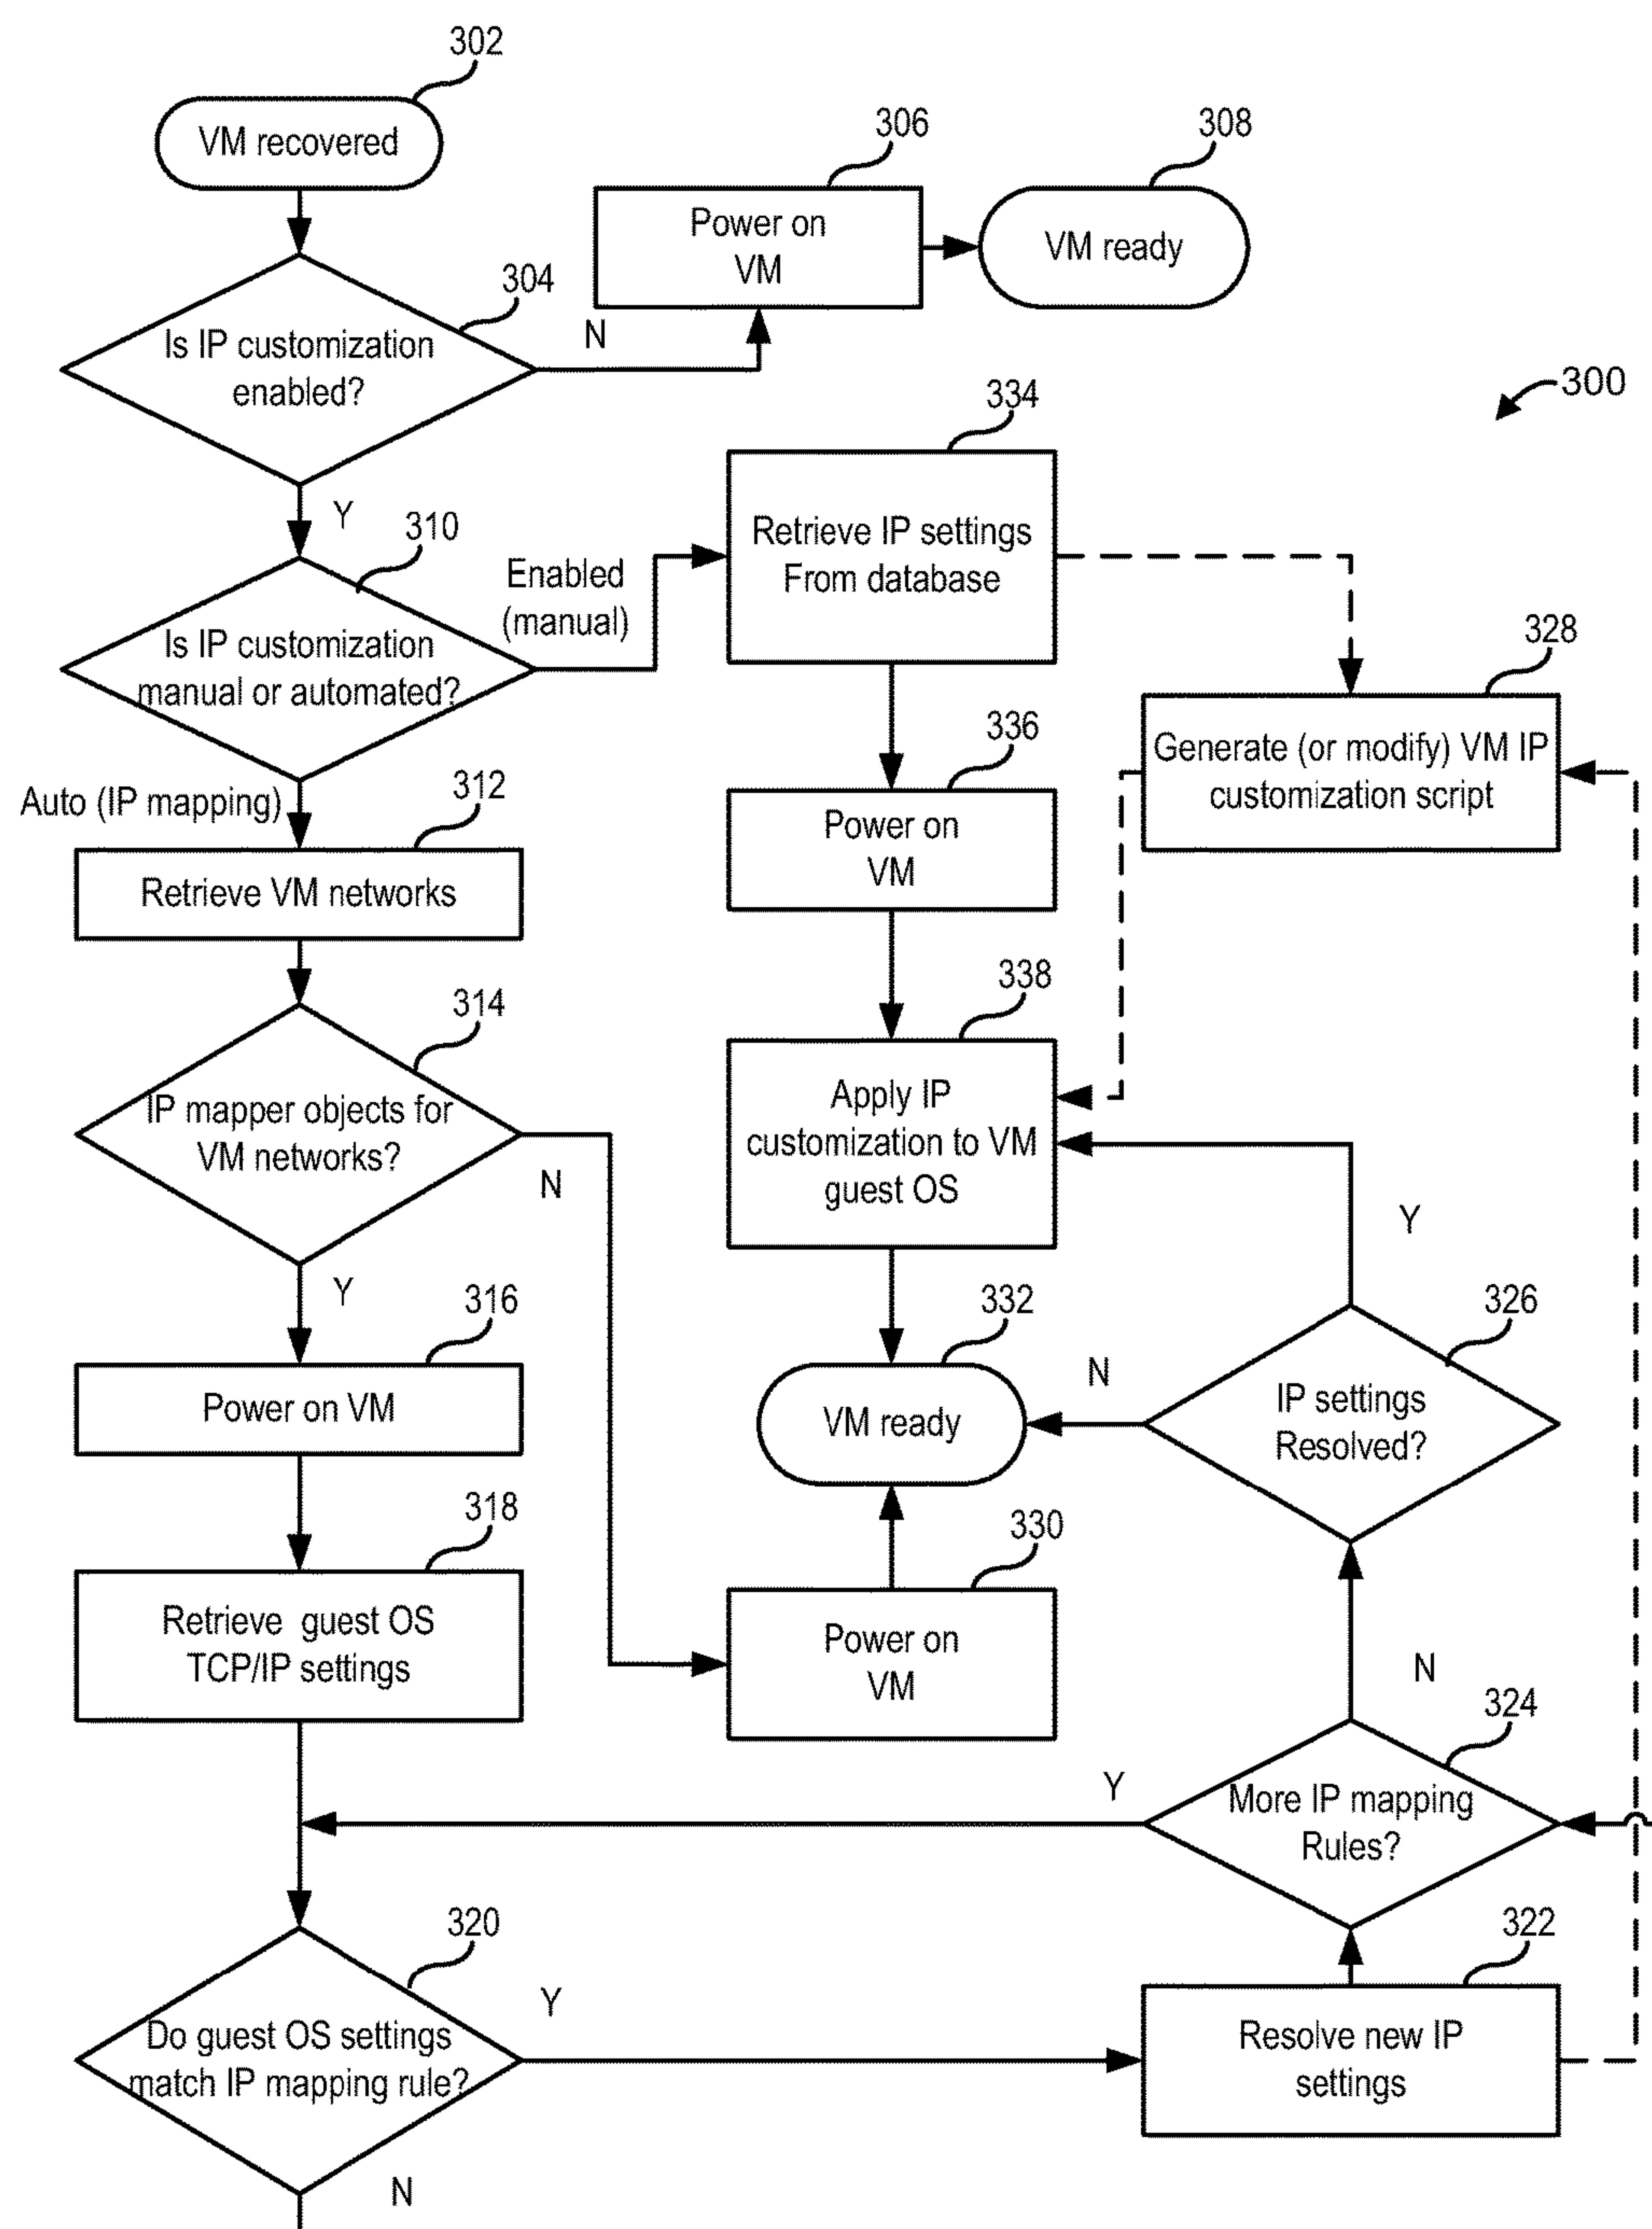 302
VM recovered
306
308
Power on
VM
VM ready
304
Is IP customization
enabled?
N
300
334
Y
310
Retrieve IP settings
From database
Enabled
(manual)
Is IP customization
manual or automated?
328
Generate (or modify) VM IP
customization script
336
Auto (IP mapping)
312
Power on
VM
Retrieve VM networks
338
314
IP mapper objects for
VM networks?
N
Apply IP
customization to VM
guest OS
Y
Y
316
332
326
Power on VM
N
VM ready
IP settings
Resolved?
318
330
Retrieve guest OS
TCP/IP settings
Power on
VM
N
324
Y
More IP mapping
Rules?
320
322
Y
Do guest OS settings
match IP mapping rule?
Resolve new IP
settings
N